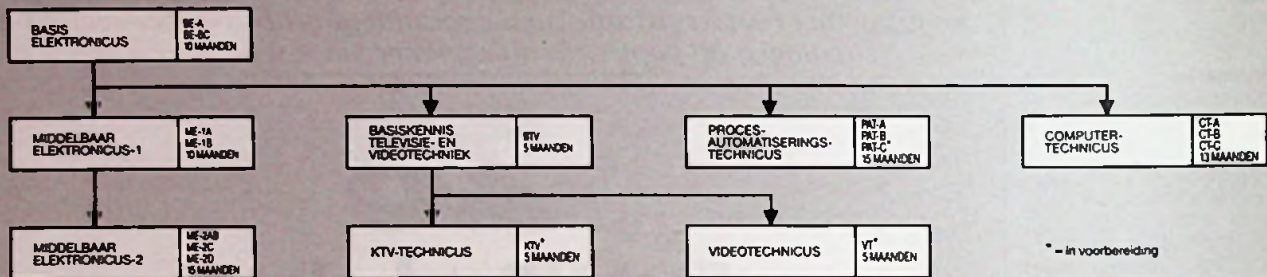 BASIS
ELEKTRONICUS
BE-A
BE-BC
10 MAANDEN
MIDDELBAAR
ELEKTRONICUS-1
ME-1A
ME-1B
10 MAANDEN
BASISKENNIS
TELEVISIE- EN
VIDEOTECHNIEK
BTV
5 MAANDEN
PROCES-
AUTOMATISERINGS-
TECHNICUS
PAT-A
PAT-B
PAT-C*
15 MAANDEN
COMPUTER-
TECHNICUS
CT-A
CT-B
CT-C
13 MAANDEN
MIDDELBAAR
ELEKTRONICUS-2
ME-2AB
ME-2C
ME-2D
15 MAANDEN
KTV-TECHNICUS
KTV*
5 MAANDEN
VIDEOTECHNICUS
VT*
5 MAANDEN
* = in voorbereiding